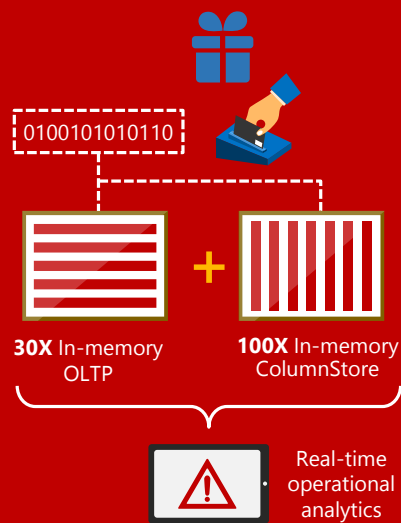 0100101010110
30X In-memory
OLTP
100X In-memory
ColumnStore
Real-time
operational
analytics